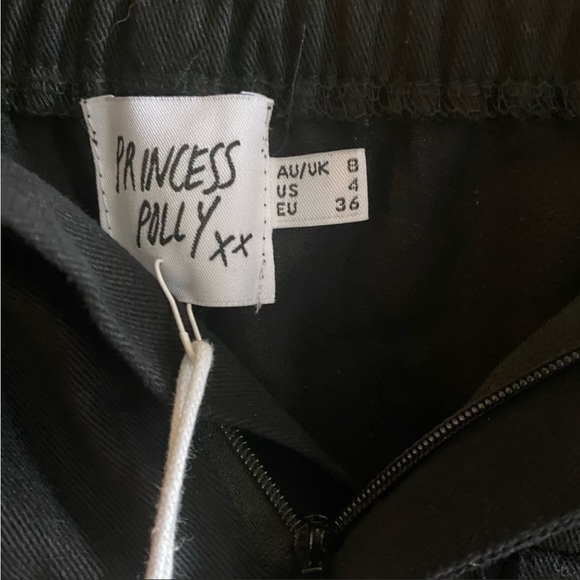 PRINCESS
POLLY xx
AU/UK 8
US 4
EU 36